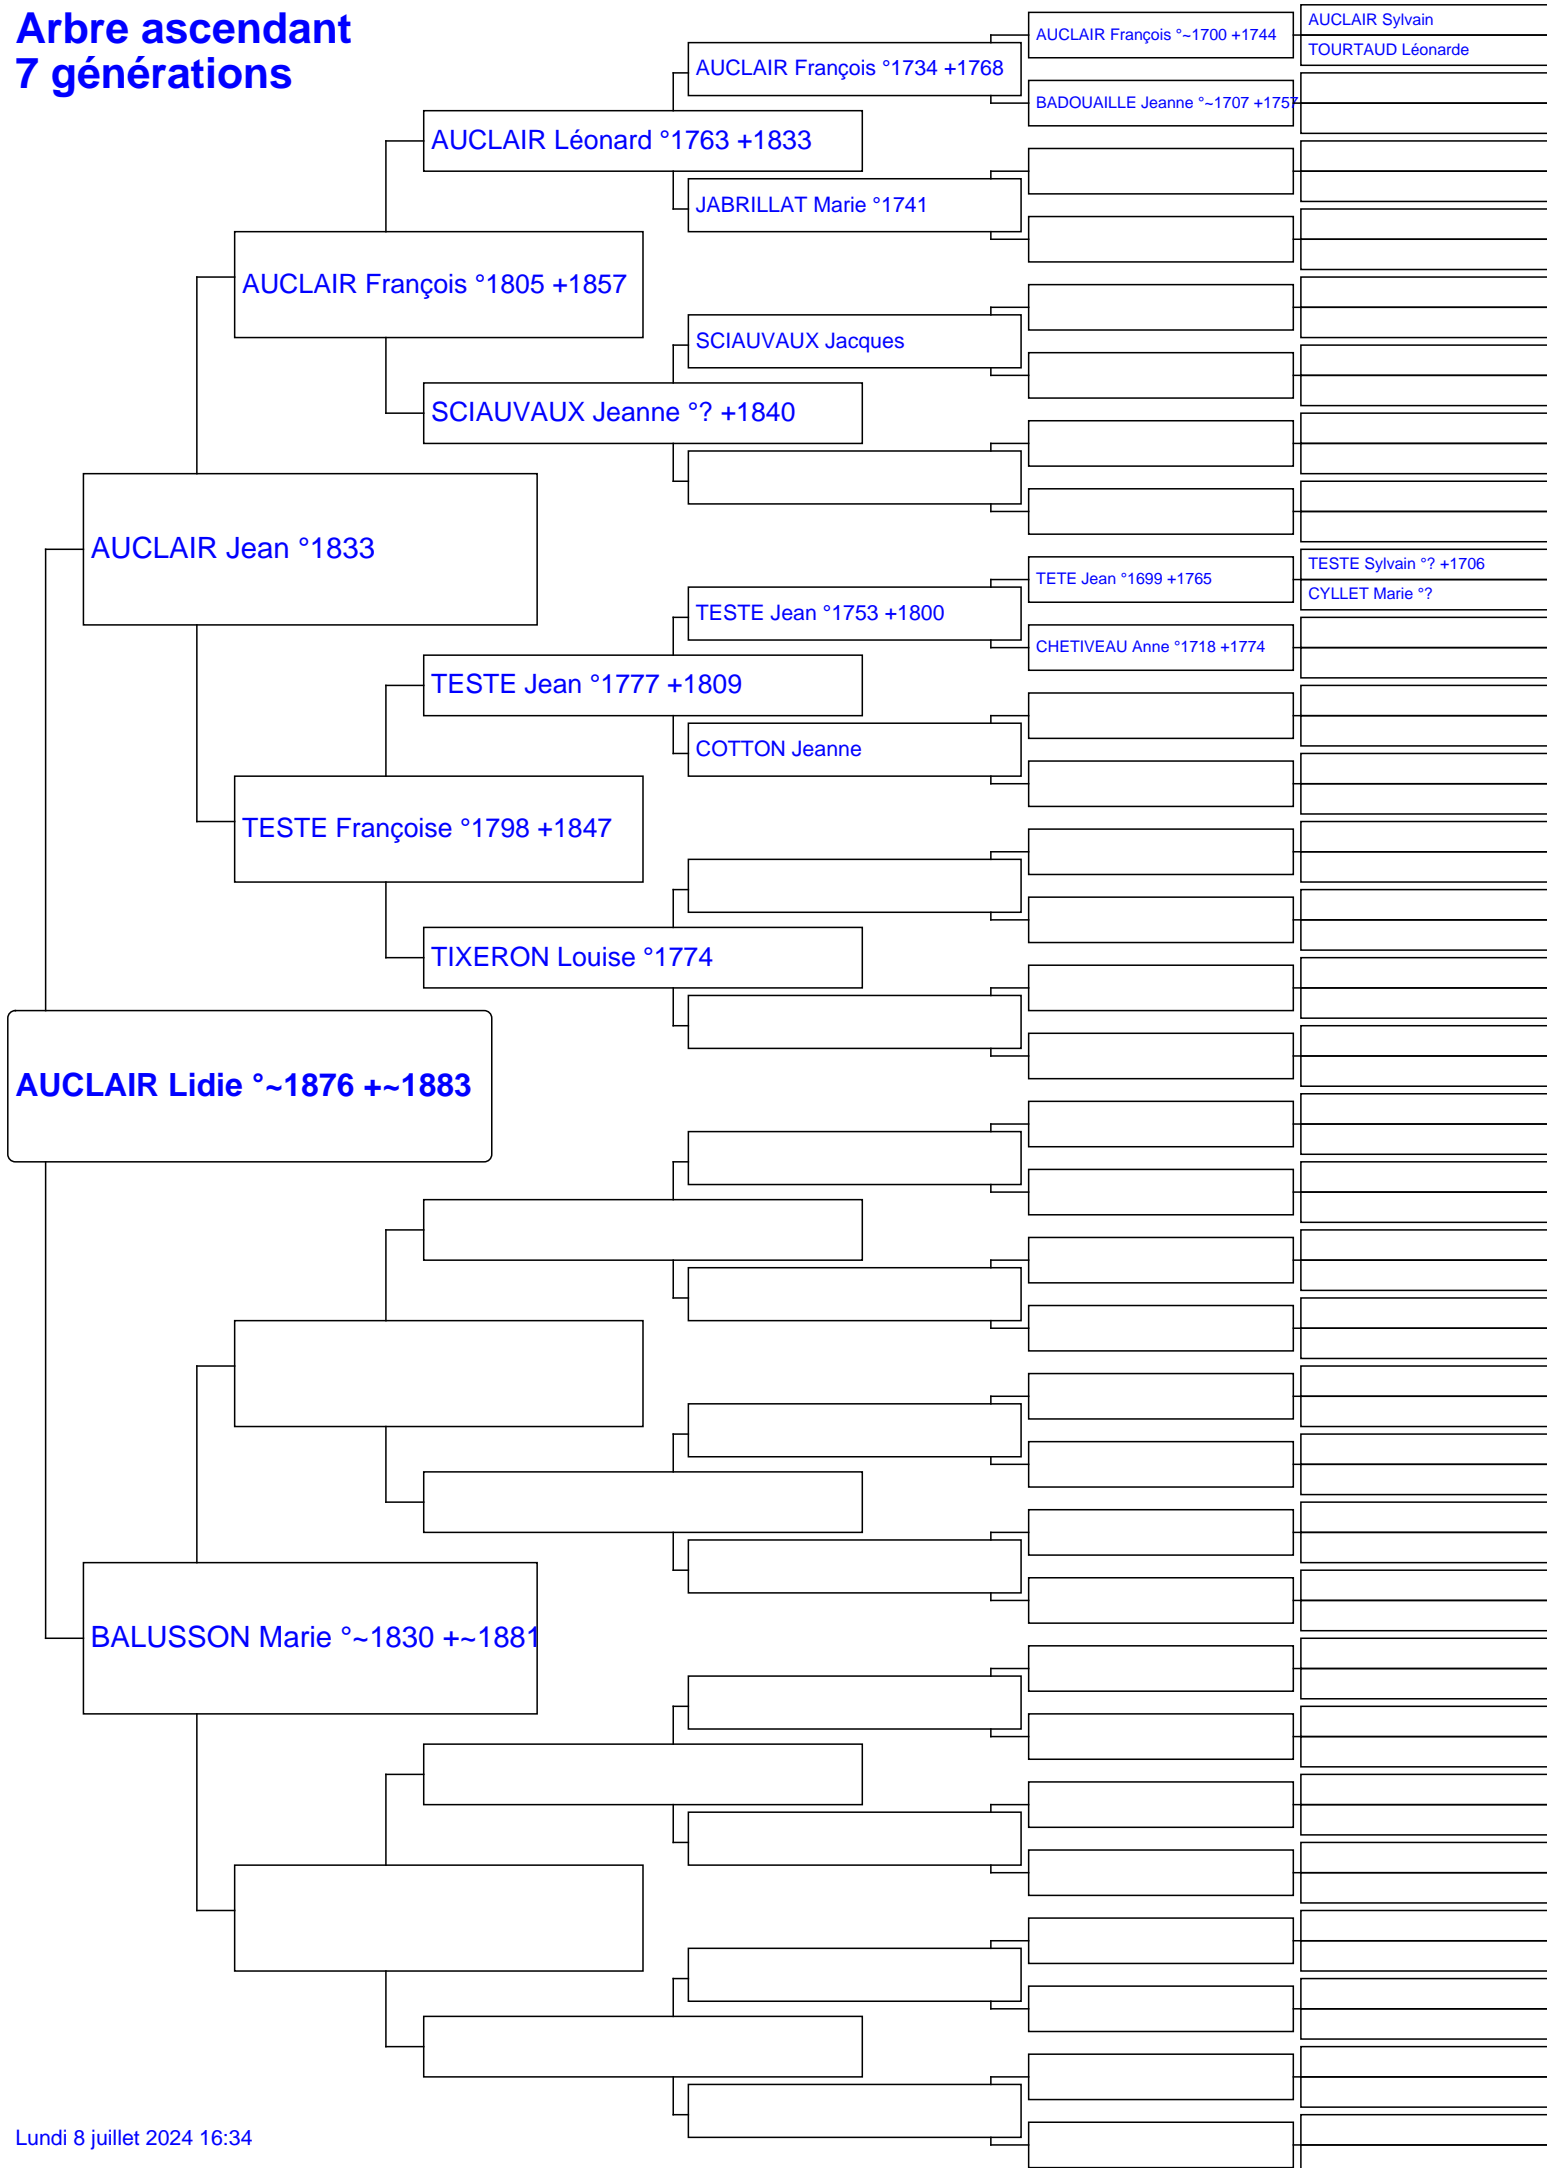 Arbre ascendant
7 générations
AUCLAIR Sylvain
AUCLAIR François °~1700 +1744
TOURTAUD Léonarde
AUCLAIR François °1734 +1768
BADOUAILLE Jeanne °~1707 +1757
AUCLAIR Léonard °1763 +1833
JABRILLAT Marie °1741
AUCLAIR François °1805 +1857
SCIAUVAUX Jacques
SCIAUVAUX Jeanne °? +1840
AUCLAIR Jean °1833
TESTE Sylvain °? +1706
TETE Jean °1699 +1765
CYLLET Marie °?
TESTE Jean °1753 +1800
CHETIVEAU Anne °1718 +1774
TESTE Jean °1777 +1809
COTTON Jeanne
TESTE Françoise °1798 +1847
TIXERON Louise °1774
AUCLAIR Lidie °~1876 +~1883
BALUSSON Marie °~1830 +~1881
Lundi 8 juillet 2024 16:34